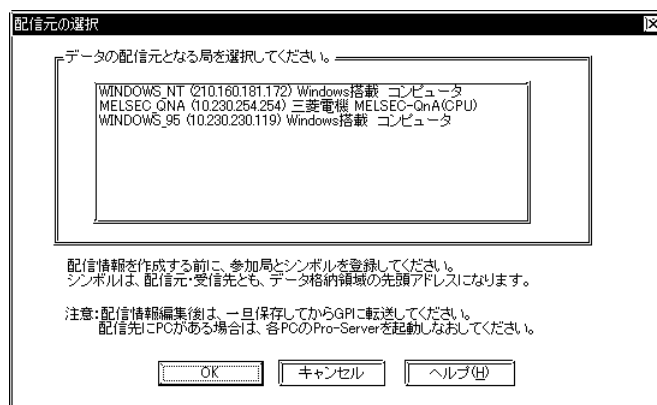 配信元の選択
データの配信元となる局を選択してください。
WINDOWS_NT (210.160.181.172) Windows搭載 コンピュータ
MELSEC_QNA (10.230.254.254) 三菱電機 MELSEC-QnA(CPU)
WINDOWS_95 (10.230.230.119) Windows搭載 コンピュータ
配信情報を作成する前に、参加局とシンボルを登録してください。
シンボルは、配信元・受信先とも、データ格納領域の先頭アドレスになります。
注意:配信情報編集後は、一旦保存してからGPに転送してください。
配信先にPCがある場合は、各PCのPro-Serverを起動しなおしてください。
OK キャンセル ヘルプ(H)